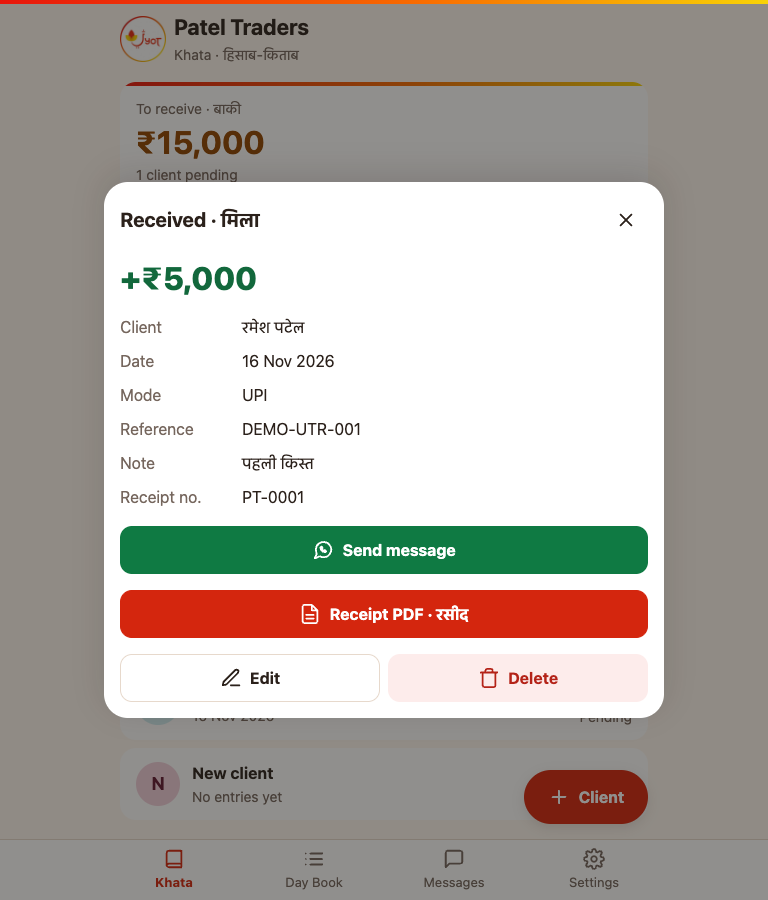 Jyot
Patel Traders
Khata · हिसाब-किताब
To receive · बाकी
₹15,000
1 client pending
Received · मिला
+₹5,000
Client रमेश पटेल
Date 16 Nov 2026
Mode UPI
Reference DEMO-UTR-001
Note पहली किस्त
Receipt no. PT-0001
Send message
Receipt PDF · रसीद
Edit Delete
Pending
N New client
No entries yet
Client
Khata Day Book Messages Settings